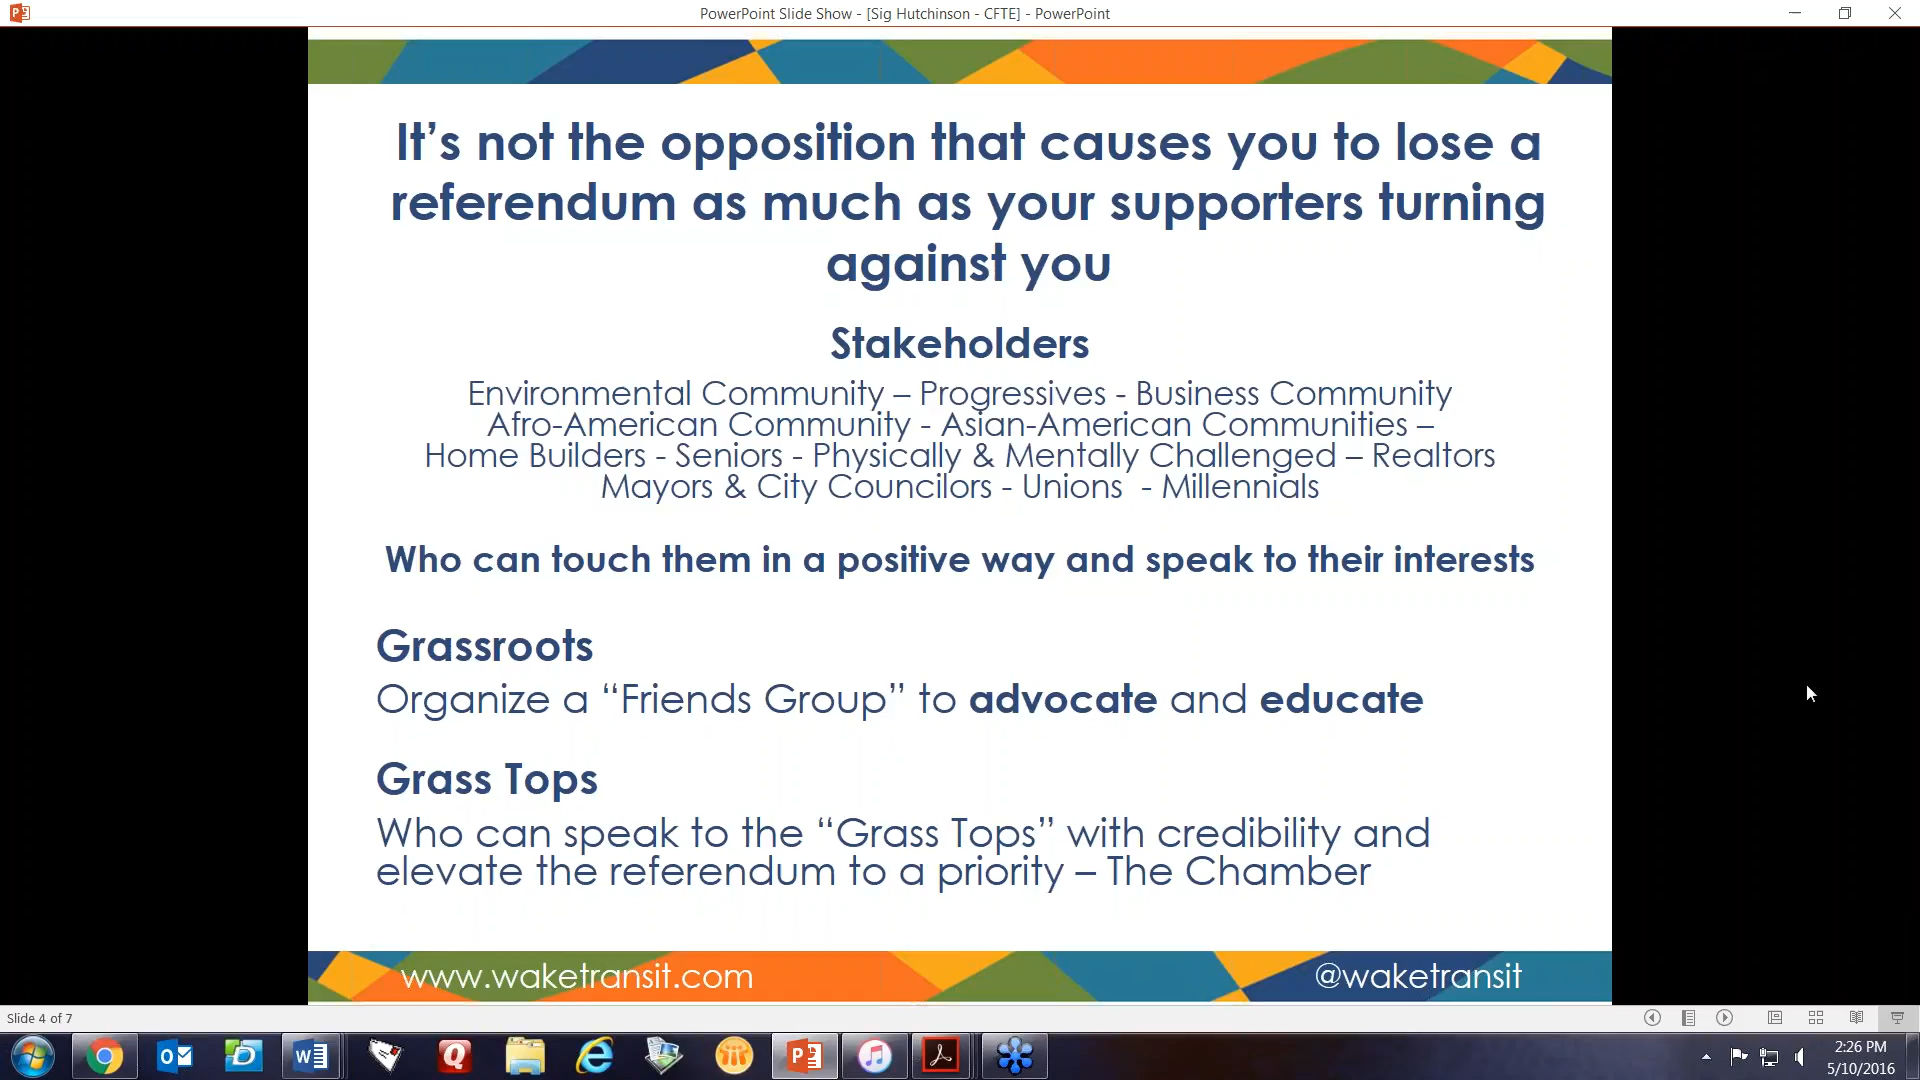 PowerPoint Slide Show - [Sig Hutchinson - CFTE] - PowerPoint
It’s not the opposition that causes you to lose a
referendum as much as your supporters turning
against you
Stakeholders
Environmental Community – Progressives - Business Community
Afro-American Community - Asian-American Communities –
Home Builders - Seniors - Physically & Mentally Challenged – Realtors
Mayors & City Councilors - Unions  - Millennials
Who can touch them in a positive way and speak to their interests
Grassroots
Organize a “Friends Group” to advocate and educate
Grass Tops
Who can speak to the “Grass Tops” with credibility and
elevate the referendum to a priority – The Chamber
www.waketransit.com
@waketransit
Slide 4 of 7
2:26 PM
5/10/2016